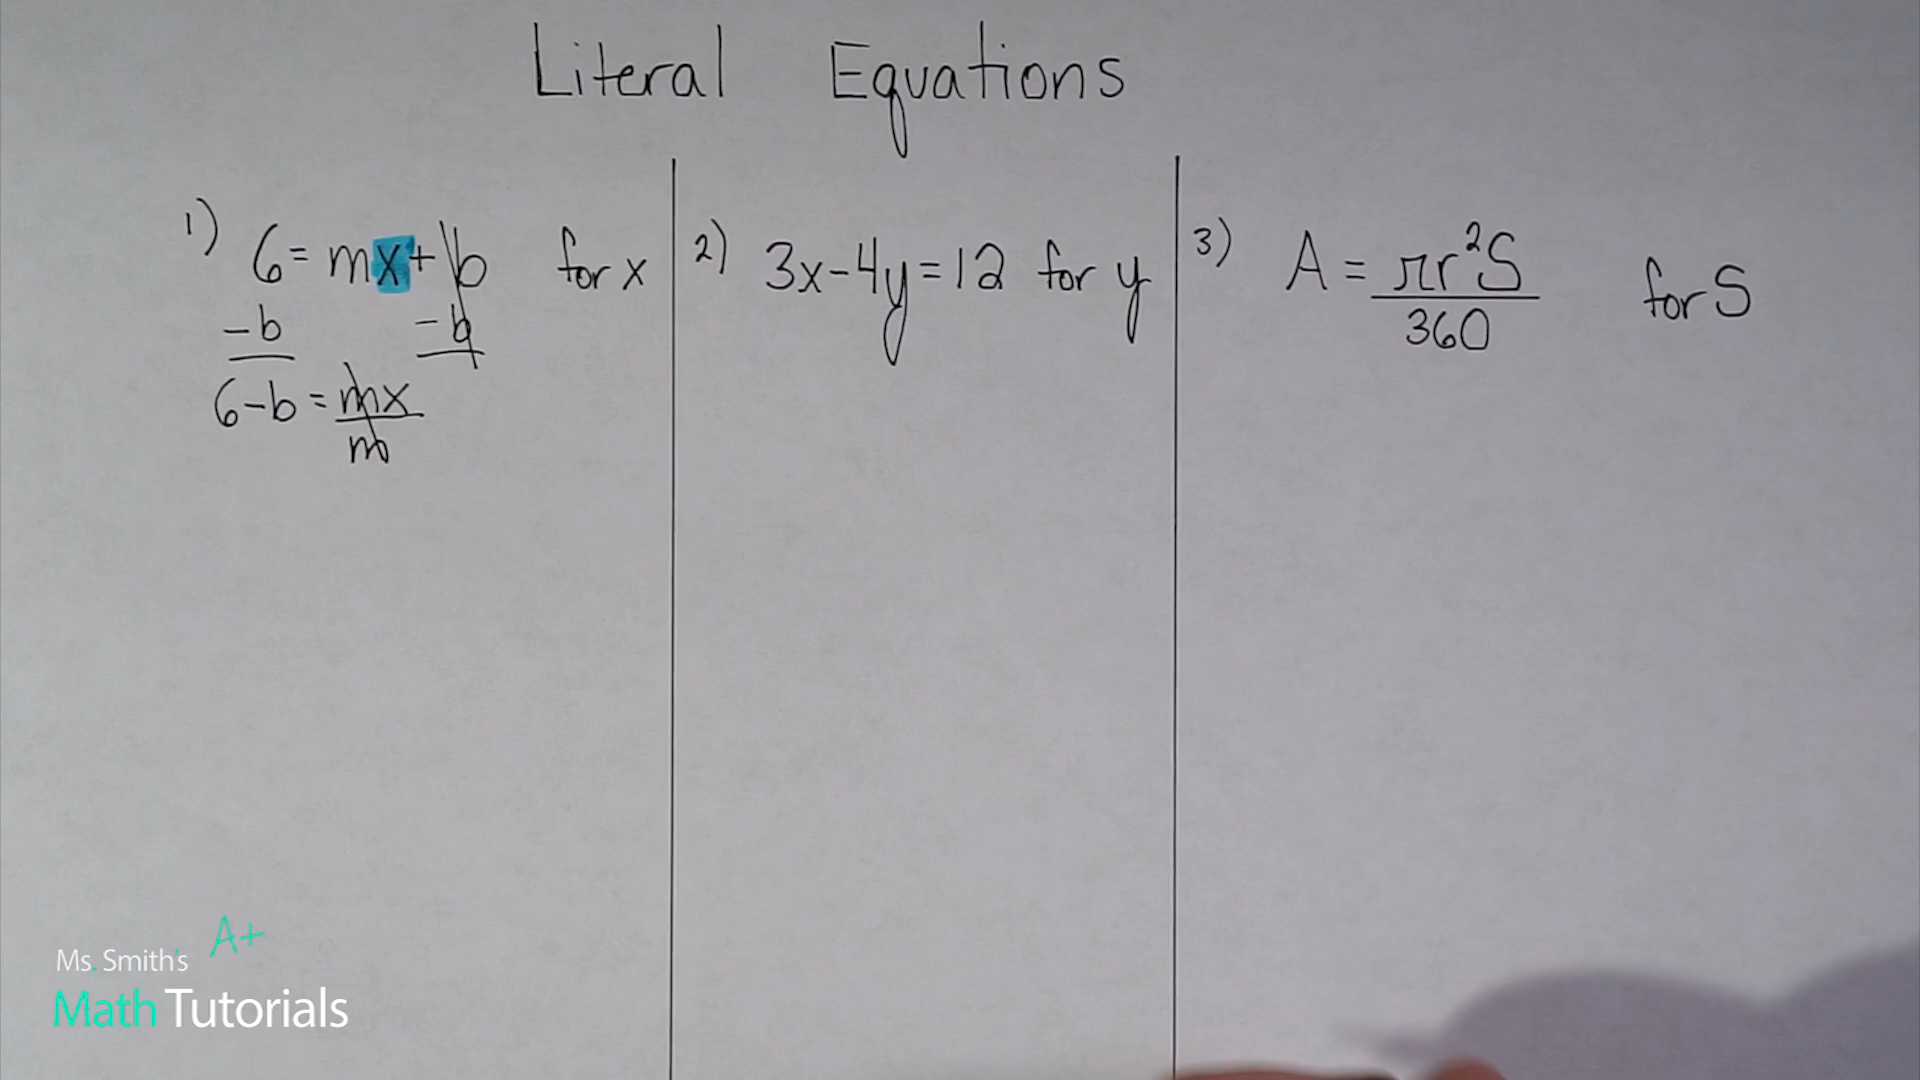 Literal Equations
1) 6 = mx + b for x
- b - b
6 - b = mx
m
2) 3x - 4y = 12 for y
3) A = πr²S for S
360
A+
Ms. Smith's
Math Tutorials